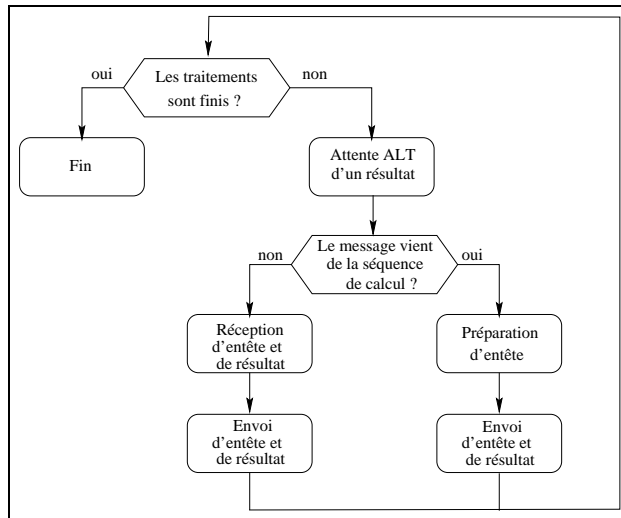 oui
Les traitements
sont finis ?
non
Fin
Attente ALT
d'un résultat
non
Le message vient
de la séquence
de calcul ?
oui
Réception
d'entête et
de résultat
Préparation
d'entête
Envoi
d'entête et
de résultat
Envoi
d'entête et
de résultat